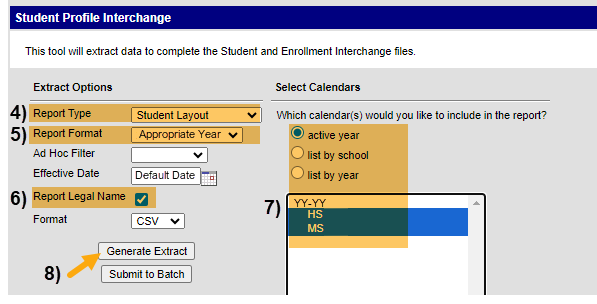 Student Profile Interchange
This tool will extract data to complete the Student and Enrollment Interchange files.
Extract Options
4) Report Type Student Layout
5) Report Format Appropriate Year
Ad Hoc Filter
Effective Date Default Date
6) Report Legal Name
Format CSV
Generate Extract
8)
Submit to Batch
Select Calendars
Which calendar(s) would you like to include in the report?
active year
list by school
list by year
7) YY-YY
HS
MS